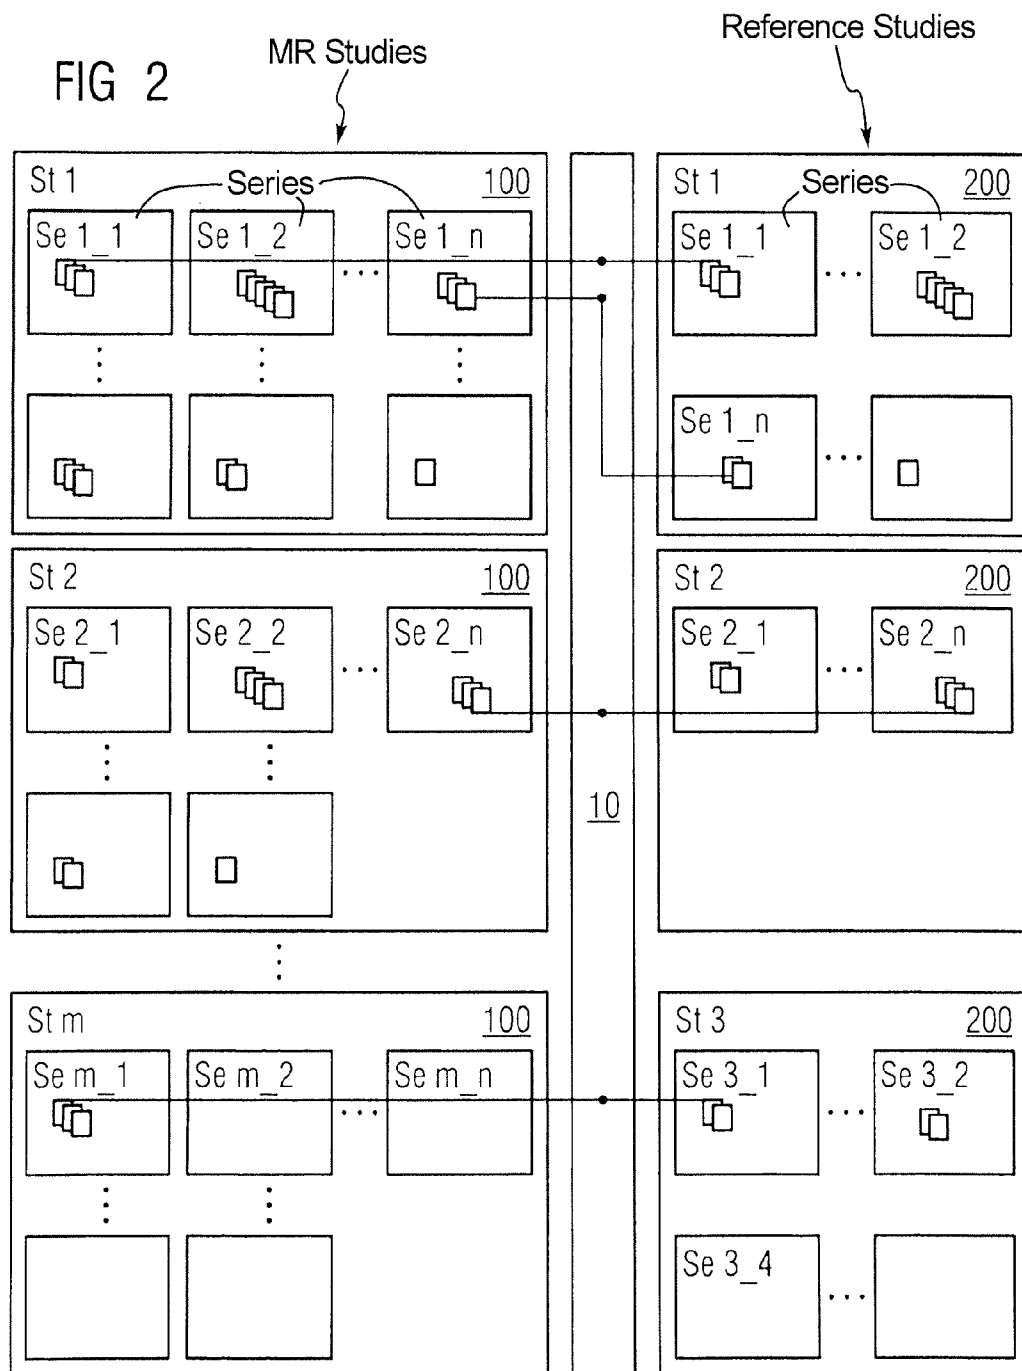 FIG 2
MR Studies
Reference Studies
St 1 Series 100
Se 1_1 Se 1_2 Se 1_n
St 1 Series 200
Se 1_1 Se 1_2
Se 1_n
St 2 100
Se 2_1 Se 2_2 Se 2_n
St 2 200
Se 2_1 Se 2_n
10
St m 100
Se m_1 Se m_2 Se m_n
St 3 200
Se 3_1 Se 3_2
Se 3_4